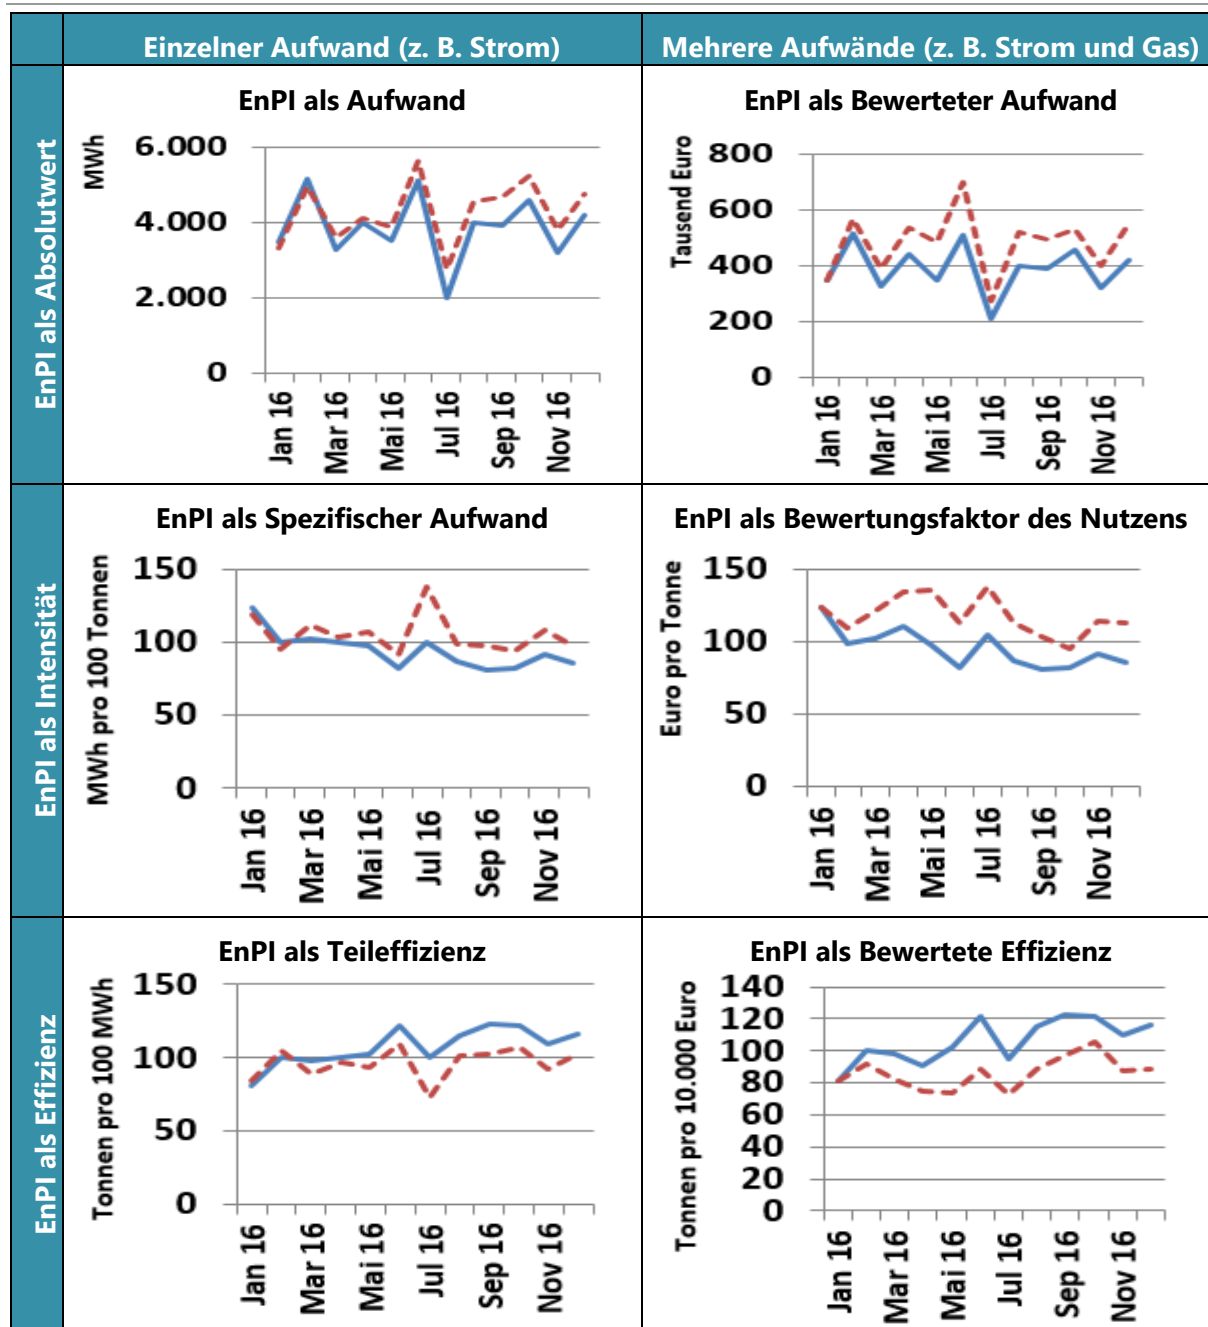 Einzelner Aufwand (z. B. Strom)
Mehrere Aufwände (z. B. Strom und Gas)
EnPI als Absolutwert
EnPI als Aufwand
MWh
6.000
4.000
2.000
0
Jan 16
Mar 16
Mai 16
Jul 16
Sep 16
Nov 16
EnPI als Bewerteter Aufwand
Tausend Euro
800
600
400
200
0
Jan 16
Mar 16
Mai 16
Jul 16
Sep 16
Nov 16
EnPI als Intensität
EnPI als Spezifischer Aufwand
MWh pro 100 Tonnen
150
100
50
0
Jan 16
Mar 16
Mai 16
Jul 16
Sep 16
Nov 16
EnPI als Bewertungsfaktor des Nutzens
Euro pro Tonne
150
100
50
0
Jan 16
Mar 16
Mai 16
Jul 16
Sep 16
Nov 16
EnPI als Effizienz
EnPI als Teileffizienz
Tonnen pro 100 MWh
150
100
50
0
Jan 16
Mar 16
Mai 16
Jul 16
Sep 16
Nov 16
EnPI als Bewertete Effizienz
Tonnen pro 10.000 Euro
140
120
100
80
60
40
20
0
Jan 16
Mar 16
Mai 16
Jul 16
Sep 16
Nov 16